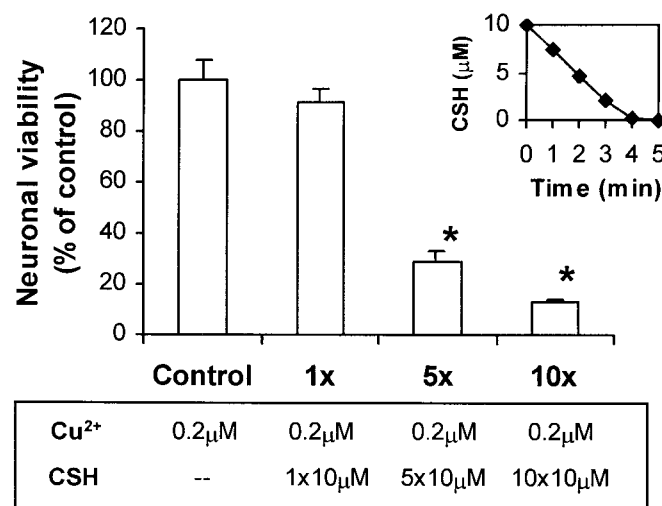 Neuronal viability
(% of control)
120
100
80
60
40
20
0
*
*
CSH (µM)
10
5
0
0 1 2 3 4 5
Time (min)
Control 1x 5x 10x
Cu²⁺ 0.2µM 0.2µM 0.2µM 0.2µM
CSH -- 1x10µM 5x10µM 10x10µM